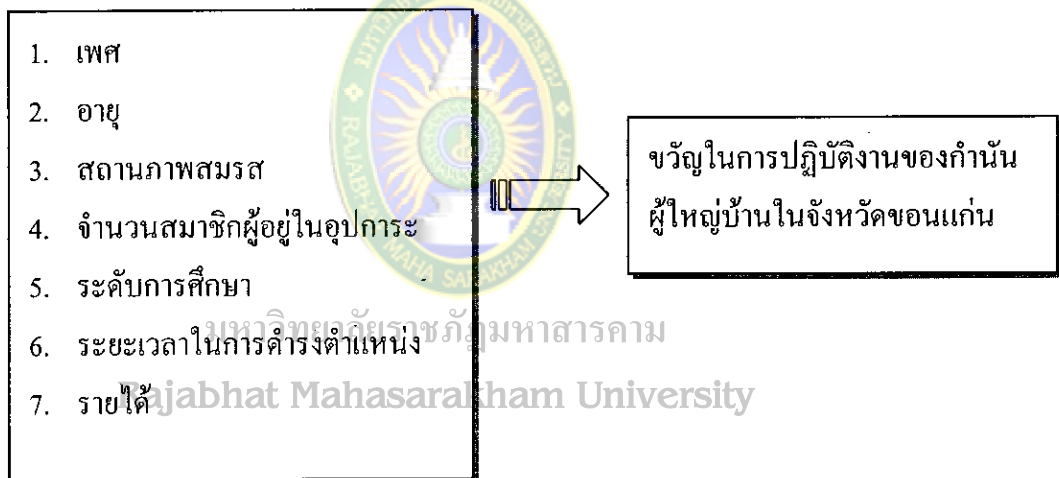 1. เพศ
2. อายุ
3. สถานภาพสมรส
4. จำนวนสมาชิกผู้อยู่ในอุปการะ
5. ระดับการศึกษา
6. ระยะเวลาในการดำรงตำแหน่ง
7. รายได้
ขวัญในการปฏิบัติงานของกำนัน
ผู้ใหญ่บ้านในจังหวัดขอนแก่น
มหาวิทยาลัยราชภัฏมหาสารคาม
Rajabhat Mahasarakham University